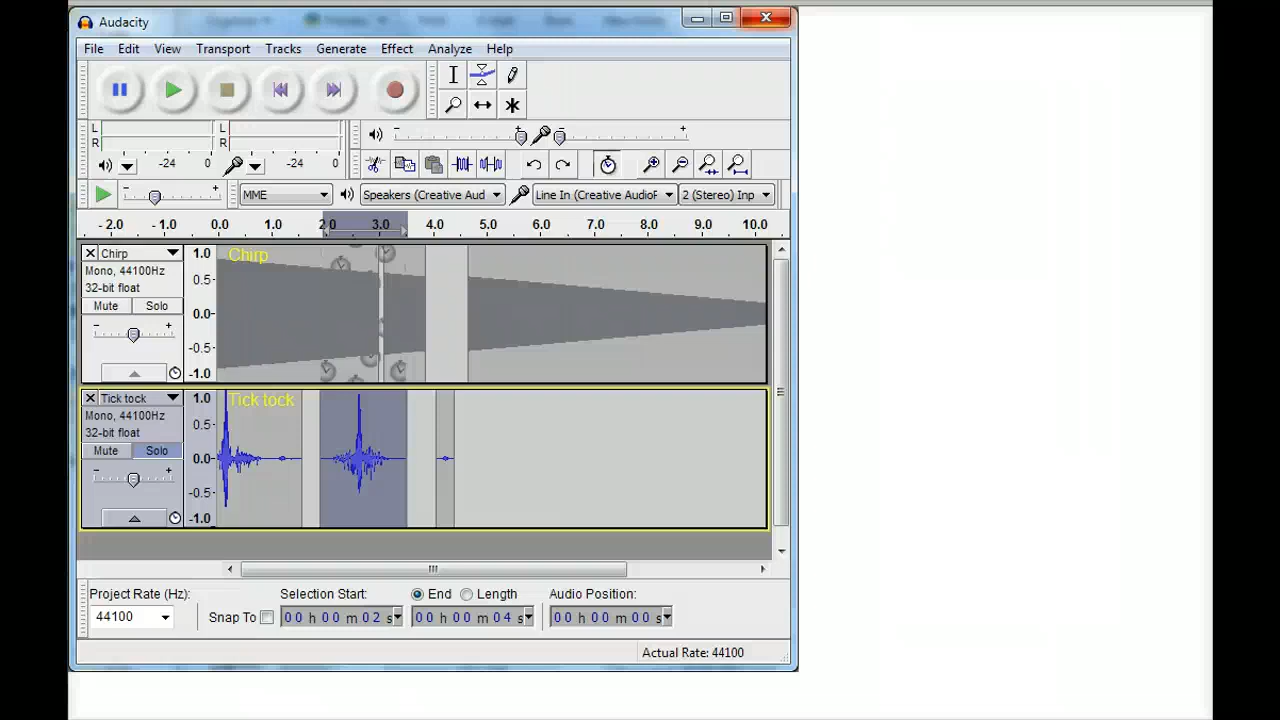 Audacity
File Edit View Transport Tracks Generate Effect Analyze Help
L L
R R
-24 0 -24 0
MME Speakers (Creative Aud Line In (Creative AudioF 2 (Stereo) Inp
- 2.0 - 1.0 0.0 1.0 2.0 3.0 4.0 5.0 6.0 7.0 8.0 9.0 10.0
Chirp 1.0 Chirp
Mono, 44100Hz 0.5
32-bit float
Mute Solo 0.0
-0.5
-1.0
Tick tock 1.0 Tick tock
Mono, 44100Hz 0.5
32-bit float
Mute Solo 0.0
-0.5
-1.0
Project Rate (Hz): Selection Start: End Length Audio Position:
44100 Snap To 00 h 00 m 02 s 00 h 00 m 04 s 00 h 00 m 00 s
Actual Rate: 44100